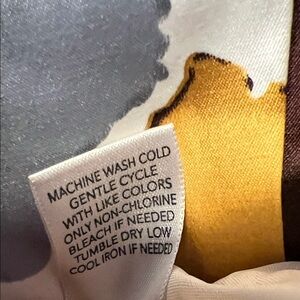 MACHINE WASH COLD
GENTLE CYCLE
WITH LIKE COLORS
ONLY NON-CHLORINE
BLEACH IF NEEDED
TUMBLE DRY LOW
COOL IRON IF NEEDED